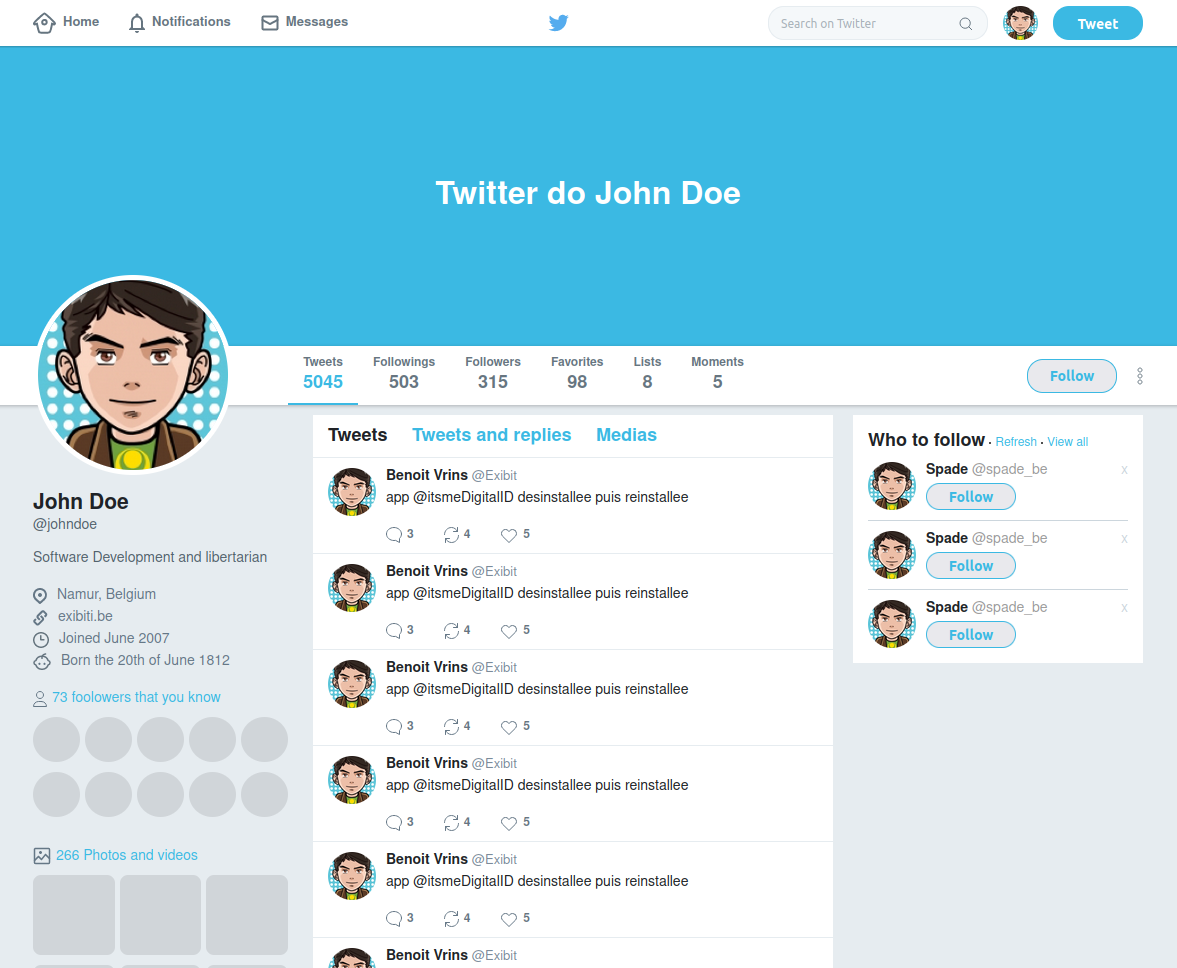 Home Notifications Messages Search on Twitter Tweet
Twitter do John Doe
Tweets Followings Followers Favorites Lists Moments
5045 503 315 98 8 5
Follow
John Doe
@johndoe
Software Development and libertarian
Namur, Belgium
exibiti.be
Joined June 2007
Born the 20th of June 1812
73 foolowers that you know
266 Photos and videos
Tweets Tweets and replies Medias
Benoit Vrins @Exibit
app @itsmeDigitalID desinstallee puis reinstallee
3 4 5
Benoit Vrins @Exibit
app @itsmeDigitalID desinstallee puis reinstallee
3 4 5
Benoit Vrins @Exibit
app @itsmeDigitalID desinstallee puis reinstallee
3 4 5
Benoit Vrins @Exibit
app @itsmeDigitalID desinstallee puis reinstallee
3 4 5
Benoit Vrins @Exibit
app @itsmeDigitalID desinstallee puis reinstallee
3 4 5
Benoit Vrins @Exibit
Who to follow · Refresh · View all
Spade @spade_be x
Follow
Spade @spade_be x
Follow
Spade @spade_be x
Follow